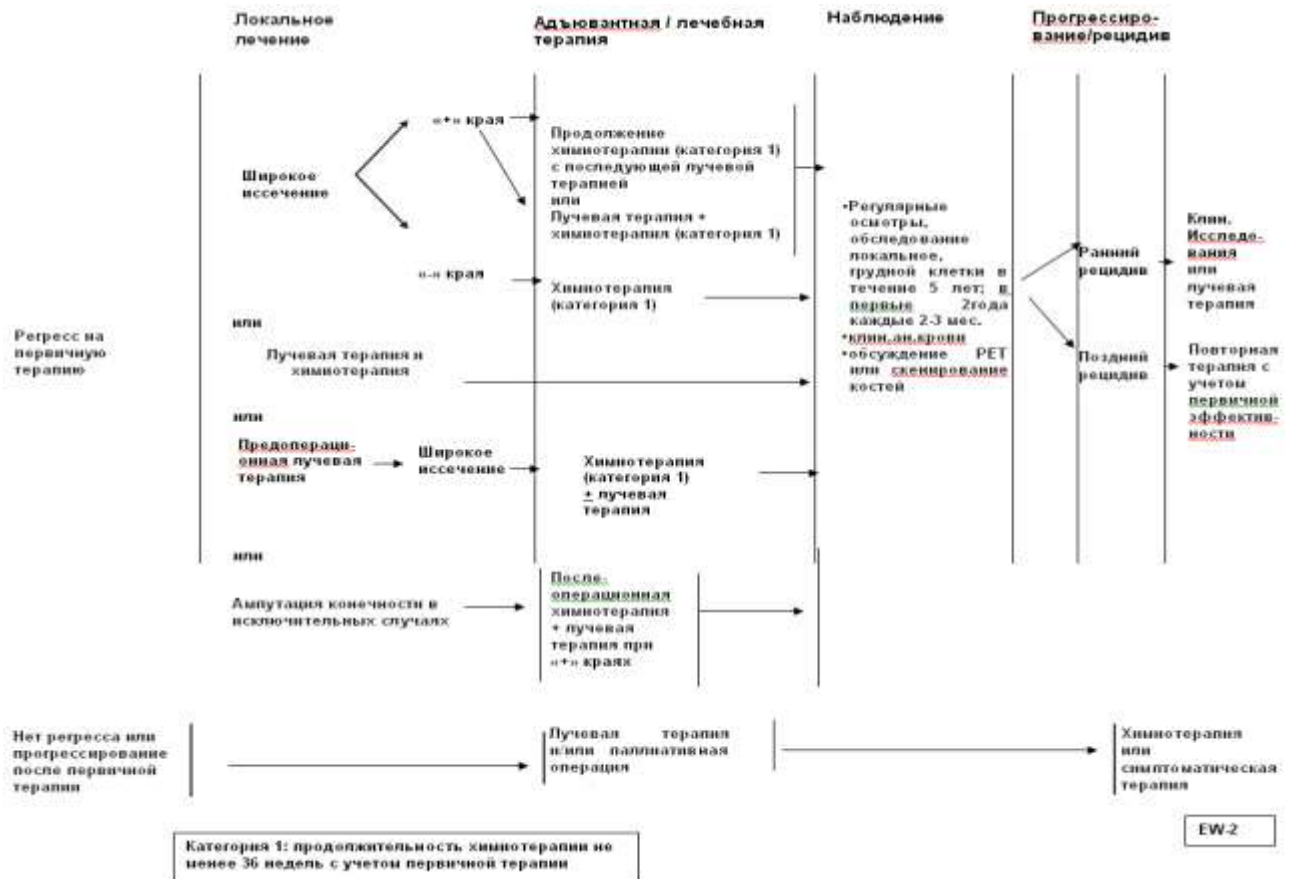 Локальное
лечение
Адъювантная / лечебная
терапия
Наблюдение
Прогрессиро-
вание/рецидив
Регресс на
первичную
терапию
Широкое
иссечение
«+» края
«-» края
Продолжение
химиотерапии (категория 1)
с последующей лучевой
терапией
или
Лучевая терапия +
химиотерапия (категория 1)
Химиотерапия
(категория 1)
или
Лучевая терапия и
химиотерапия
или
Предопераци-
онная лучевая
терапия
Широкое
иссечение
Химиотерапия
(категория 1)
+ лучевая
терапия
или
Ампутация конечности в
исключительных случаях
После-
операционная
химиотерапия
+ лучевая
терапия при
«+» краях
•Регулярные
осмотры,
обследование
локальное,
грудной клетки в
течение 5 лет; в
первые 2года
каждые 2-3 мес.
•клин.ан.крови
•обсуждение PET
или скенирование
костей
Ранний
рецидив
Клин.
Исследо-
вания
или
лучевая
терапия
Поздний
рецидив
Повторная
терапия с
учетом
первичной
эффектив-
ности
Нет регресса или
прогрессирование
после первичной
терапии
Лучевая терапия
и/или паллиативная
операция
Химиотерапия
или
симптоматическая
терапия
EW-2
Категория 1: продолжительность химиотерапии не
менее 36 недель с учетом первичной терапии